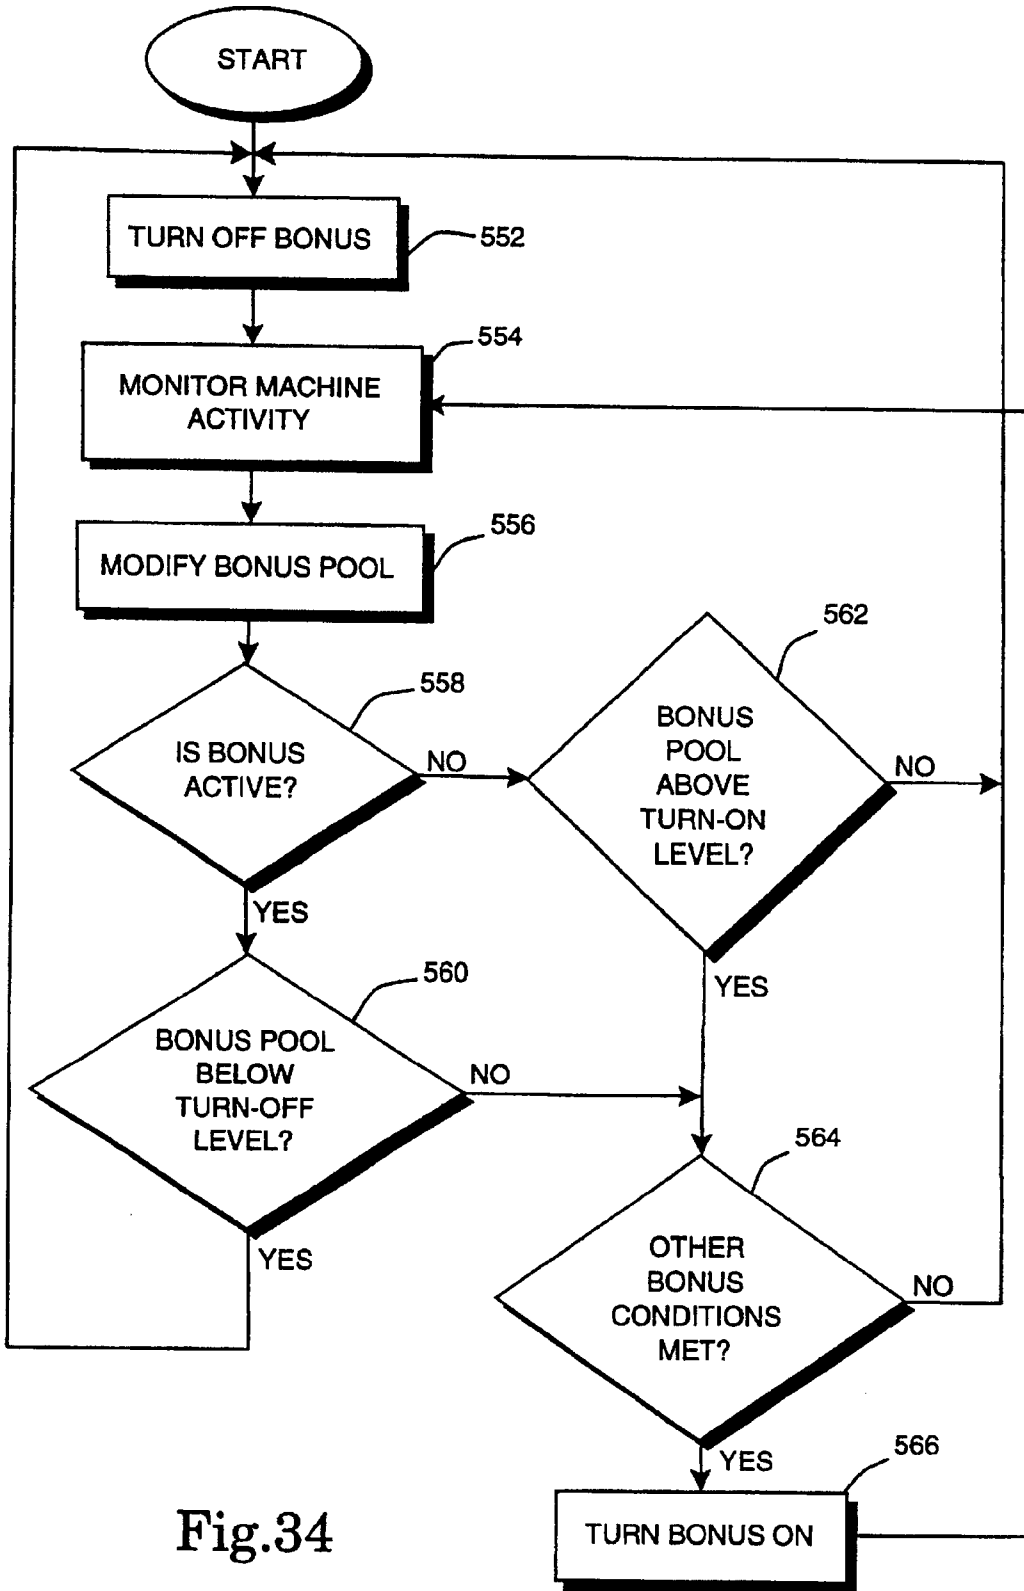 START
TURN OFF BONUS
552
554
MONITOR MACHINE
ACTIVITY
556
MODIFY BONUS POOL
562
558
IS BONUS
ACTIVE?
NO
BONUS
POOL
ABOVE
TURN-ON
LEVEL?
NO
YES
YES
560
BONUS POOL
BELOW
TURN-OFF
LEVEL?
NO
YES
564
OTHER
BONUS
CONDITIONS
MET?
NO
YES
566
TURN BONUS ON
Fig.34